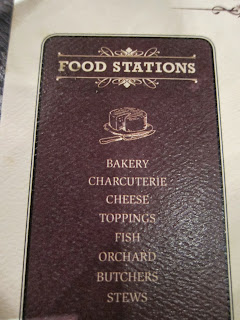 FOOD STATIONS
BAKERY
CHARCUTERIE
CHEESE
TOPPINGS
FISH
ORCHARD
BUTCHERS
STEWS